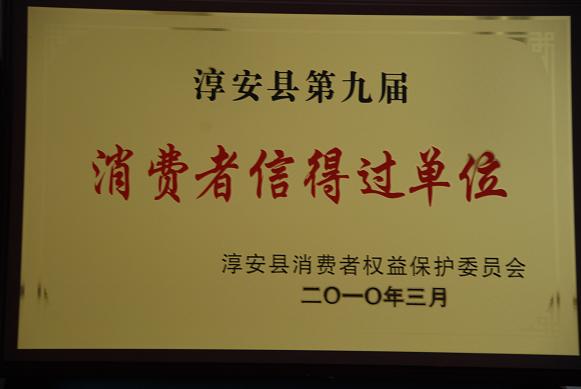 淳安县第九届
消费者信得过单位
淳安县消费者权益保护委员会
二〇一〇年三月